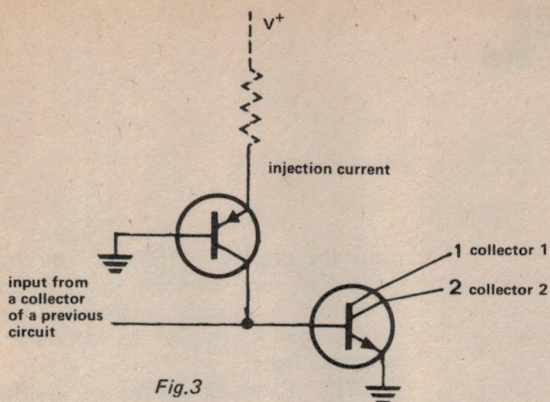 V+
injection current
1 collector 1
2 collector 2
input from
a collector
of a previous
circuit
Fig.3